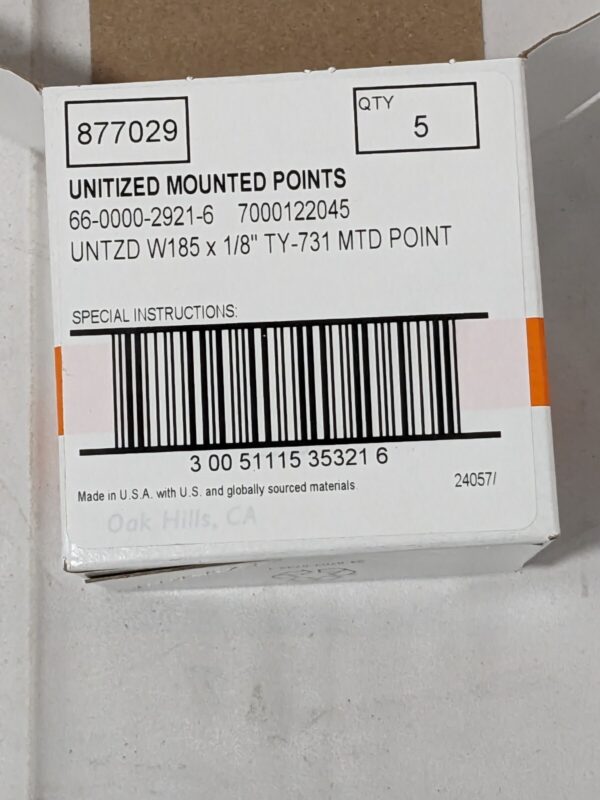 877029
QTY
5
UNITIZED MOUNTED POINTS
66-0000-2921-6 7000122045
UNTZD W185 x 1/8" TY-731 MTD POINT
SPECIAL INSTRUCTIONS:
3 00 51115 35321 6
Made in U.S.A. with U.S. and globally sourced materials.
24057/
Oak Hills, CA